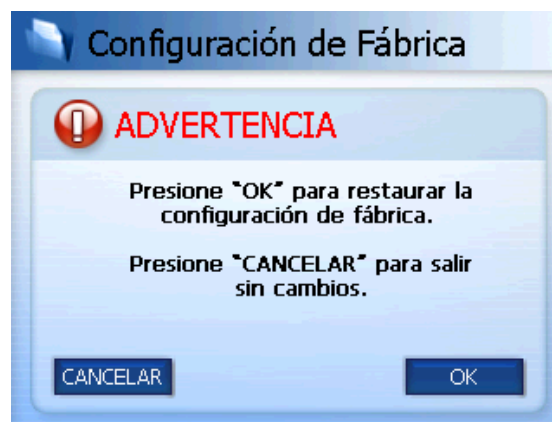 Configuración de Fábrica
ADVERTENCIA
Presione "OK" para restaurar la
configuración de fábrica.
Presione "CANCELAR" para salir
sin cambios.
CANCELAR
OK